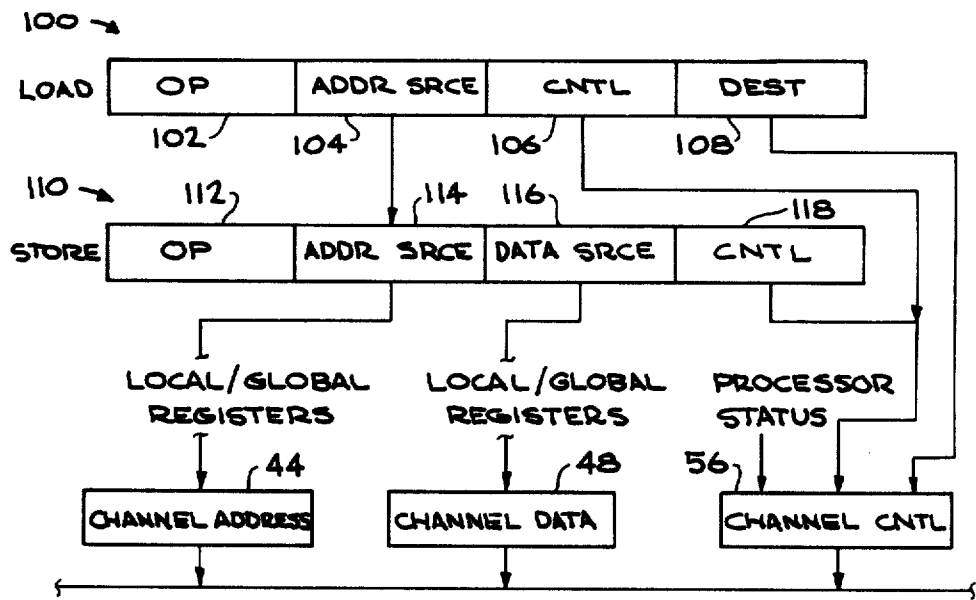 100
LOAD OP ADDR SRCE CNTL DEST
102 104 106 108
110 112 114 116 118
STORE OP ADDR SRCE DATA SRCE CNTL
LOCAL/GLOBAL LOCAL/GLOBAL PROCESSOR
REGISTERS REGISTERS STATUS
44 48 56
CHANNEL ADDRESS CHANNEL DATA CHANNEL CNTL